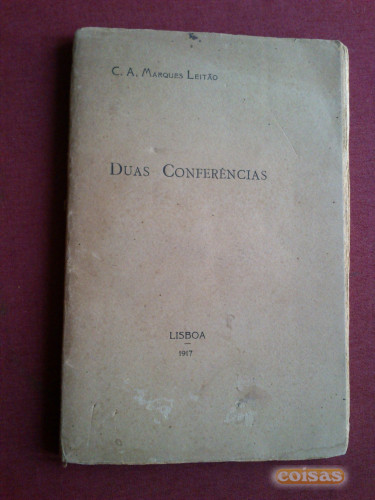 C. A. Marques Leitão
Duas Conferências
LISBOA
1917
coisas